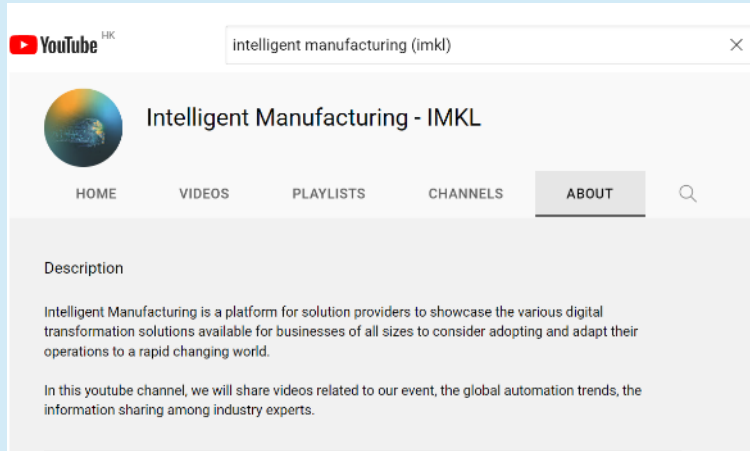 YouTube HK
intelligent manufacturing (imkl)
Intelligent Manufacturing - IMKL
HOME VIDEOS PLAYLISTS CHANNELS ABOUT
Description
Intelligent Manufacturing is a platform for solution providers to showcase the various digital
transformation solutions available for businesses of all sizes to consider adopting and adapt their
operations to a rapid changing world.
In this youtube channel, we will share videos related to our event, the global automation trends, the
information sharing among industry experts.